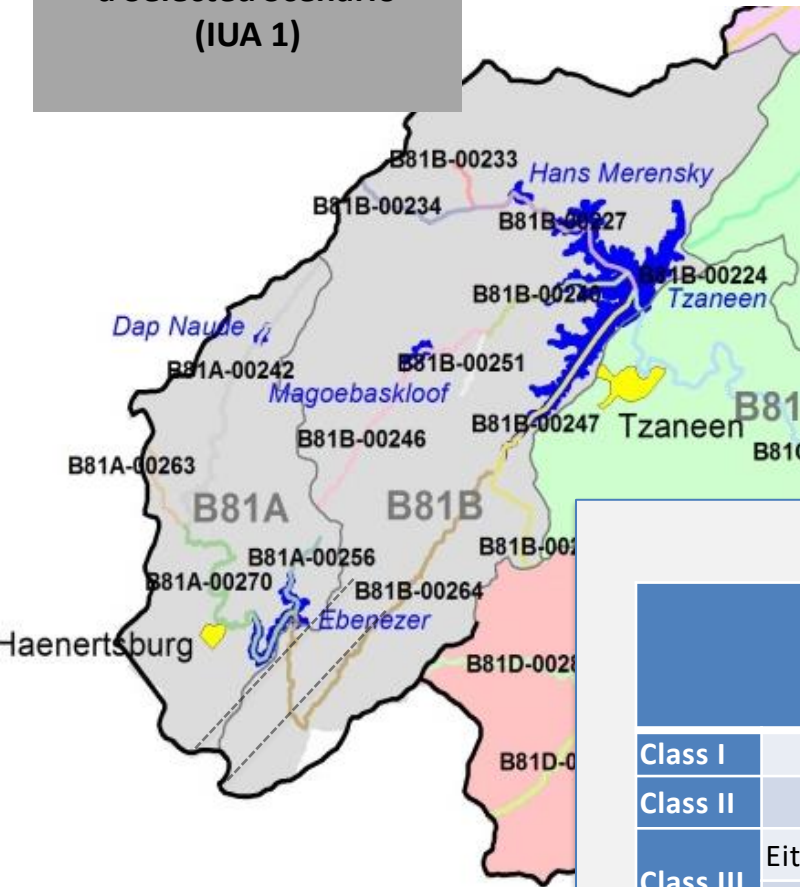 (IUA 1)
B81B-00233
Hans Merensky
B81B-00234
B81B-00227
B81B-00224
B81B-00240
Tzaneen
Dap Naude
B81B-00251
B81A-00242
Magoebaskloof
B81B-00247
Tzaneen
B81
B81B-00246
B81A-00263
B81A
B81B
B81A-00256
B81A-00270
B81B-00264
Ebenezer
Haenertsburg
B81D-0
Class I
Class II
Class III